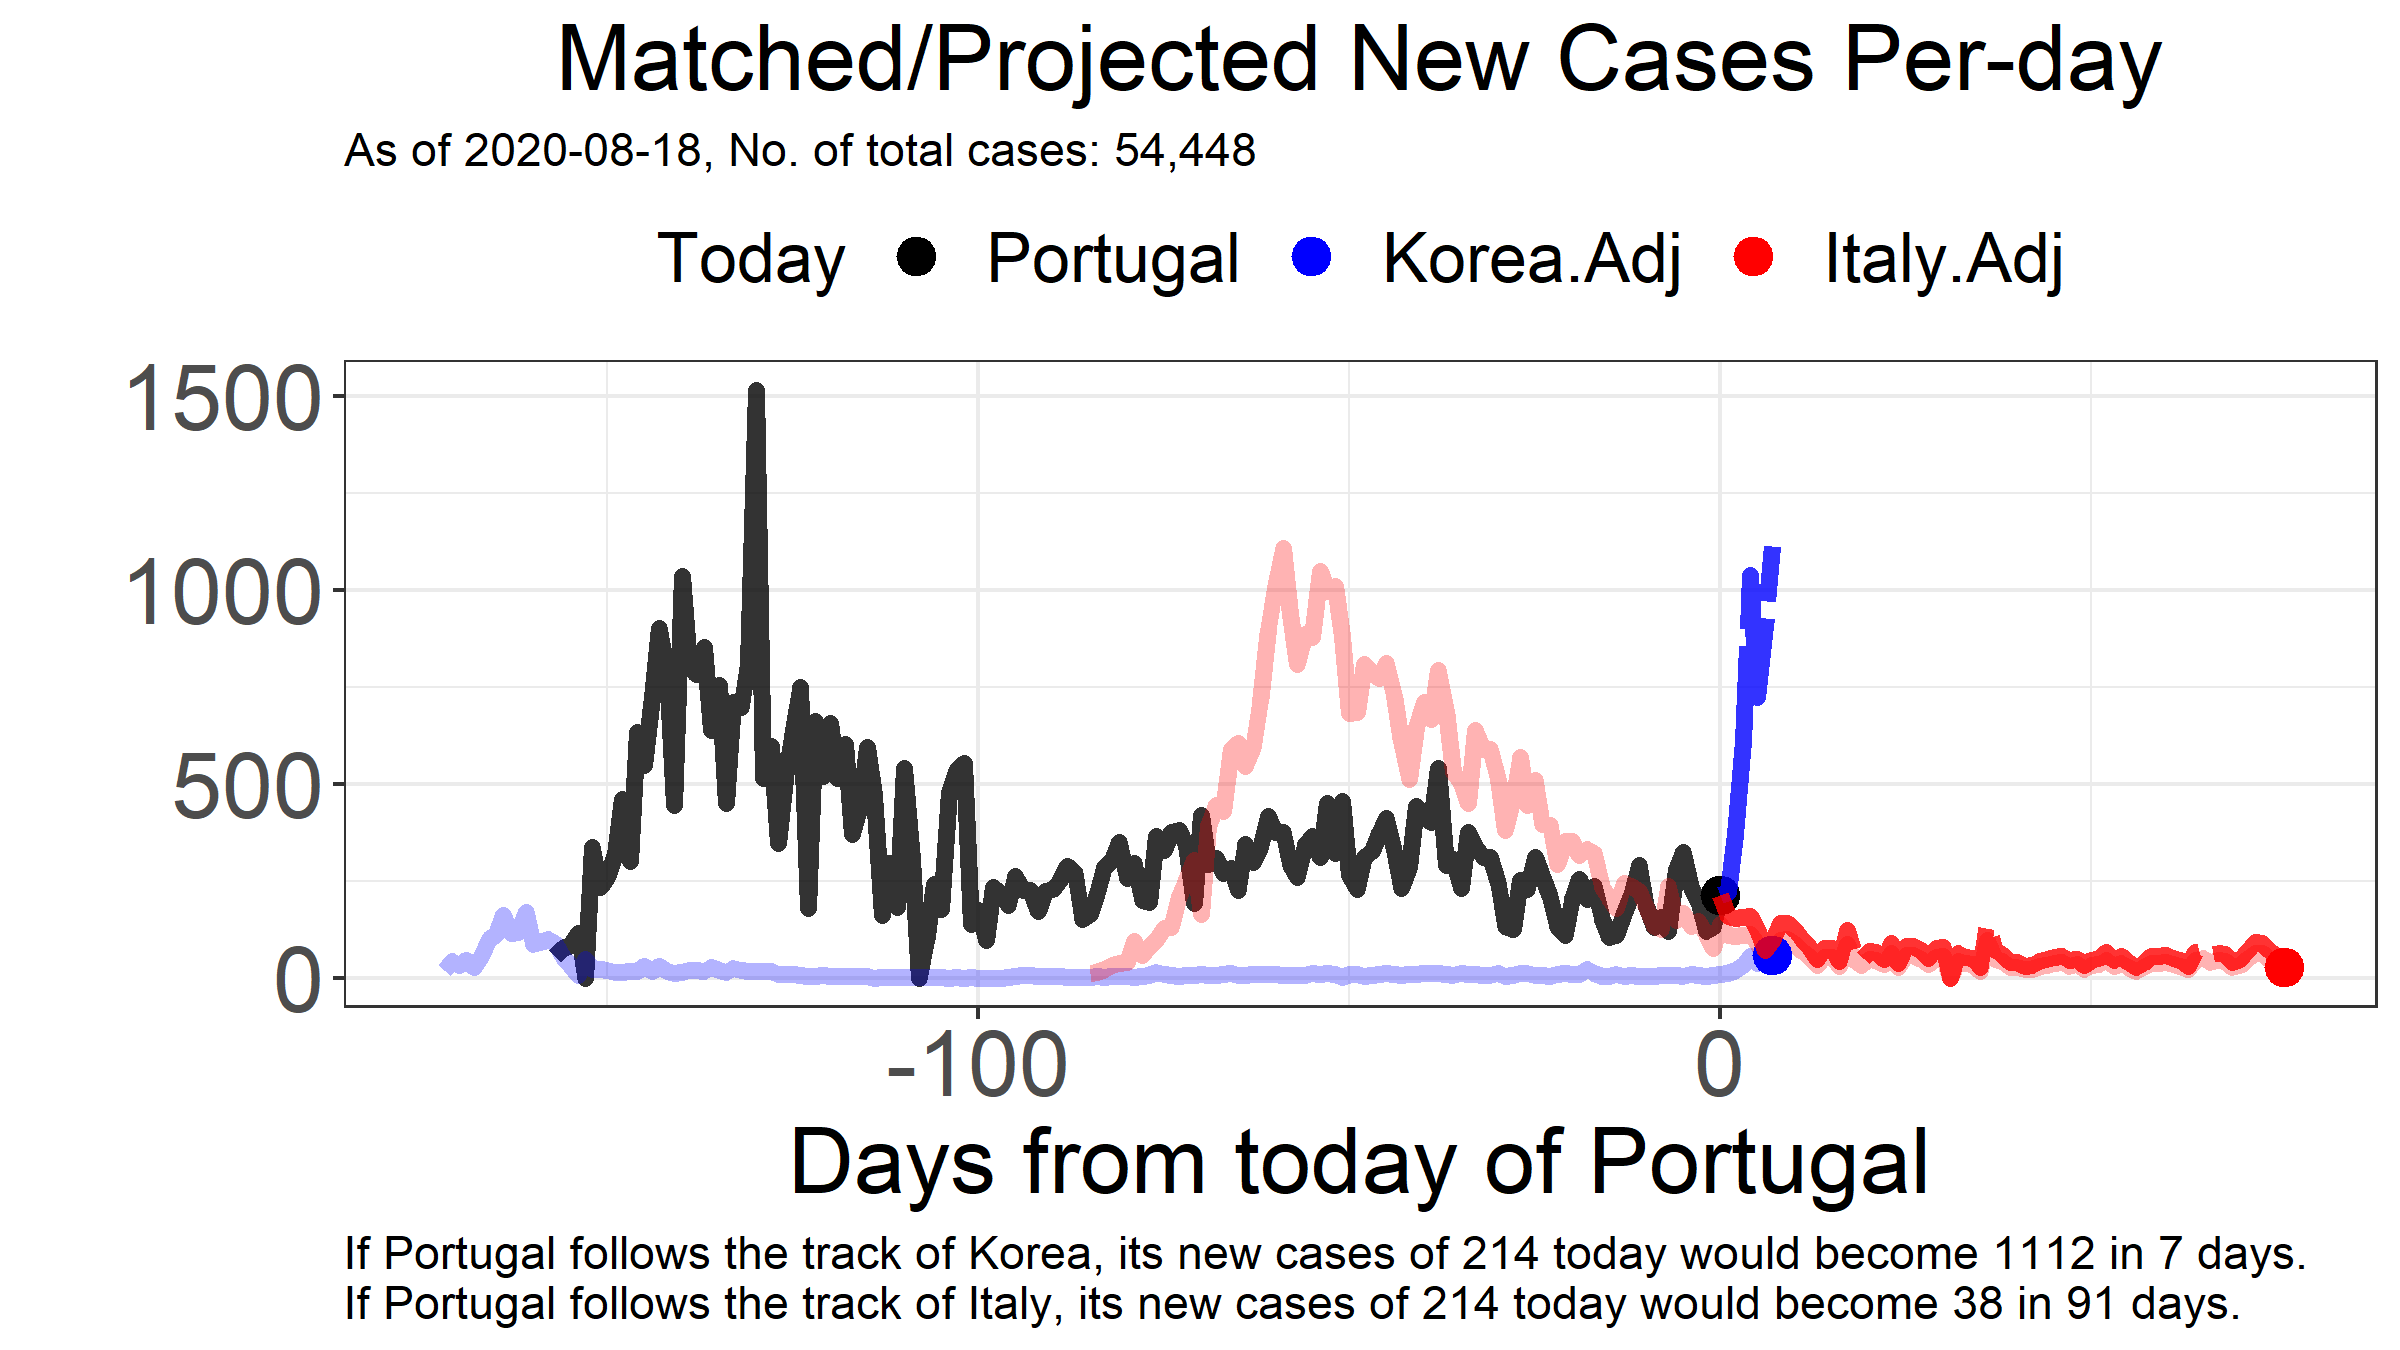 Matched/Projected New Cases Per-day
As of 2020-08-18, No. of total cases: 54,448
Today Portugal Korea.Adj Italy.Adj
1500
1000
500
0
-100 0
Days from today of Portugal
If Portugal follows the track of Korea, its new cases of 214 today would become 1112 in 7 days.
If Portugal follows the track of Italy, its new cases of 214 today would become 38 in 91 days.